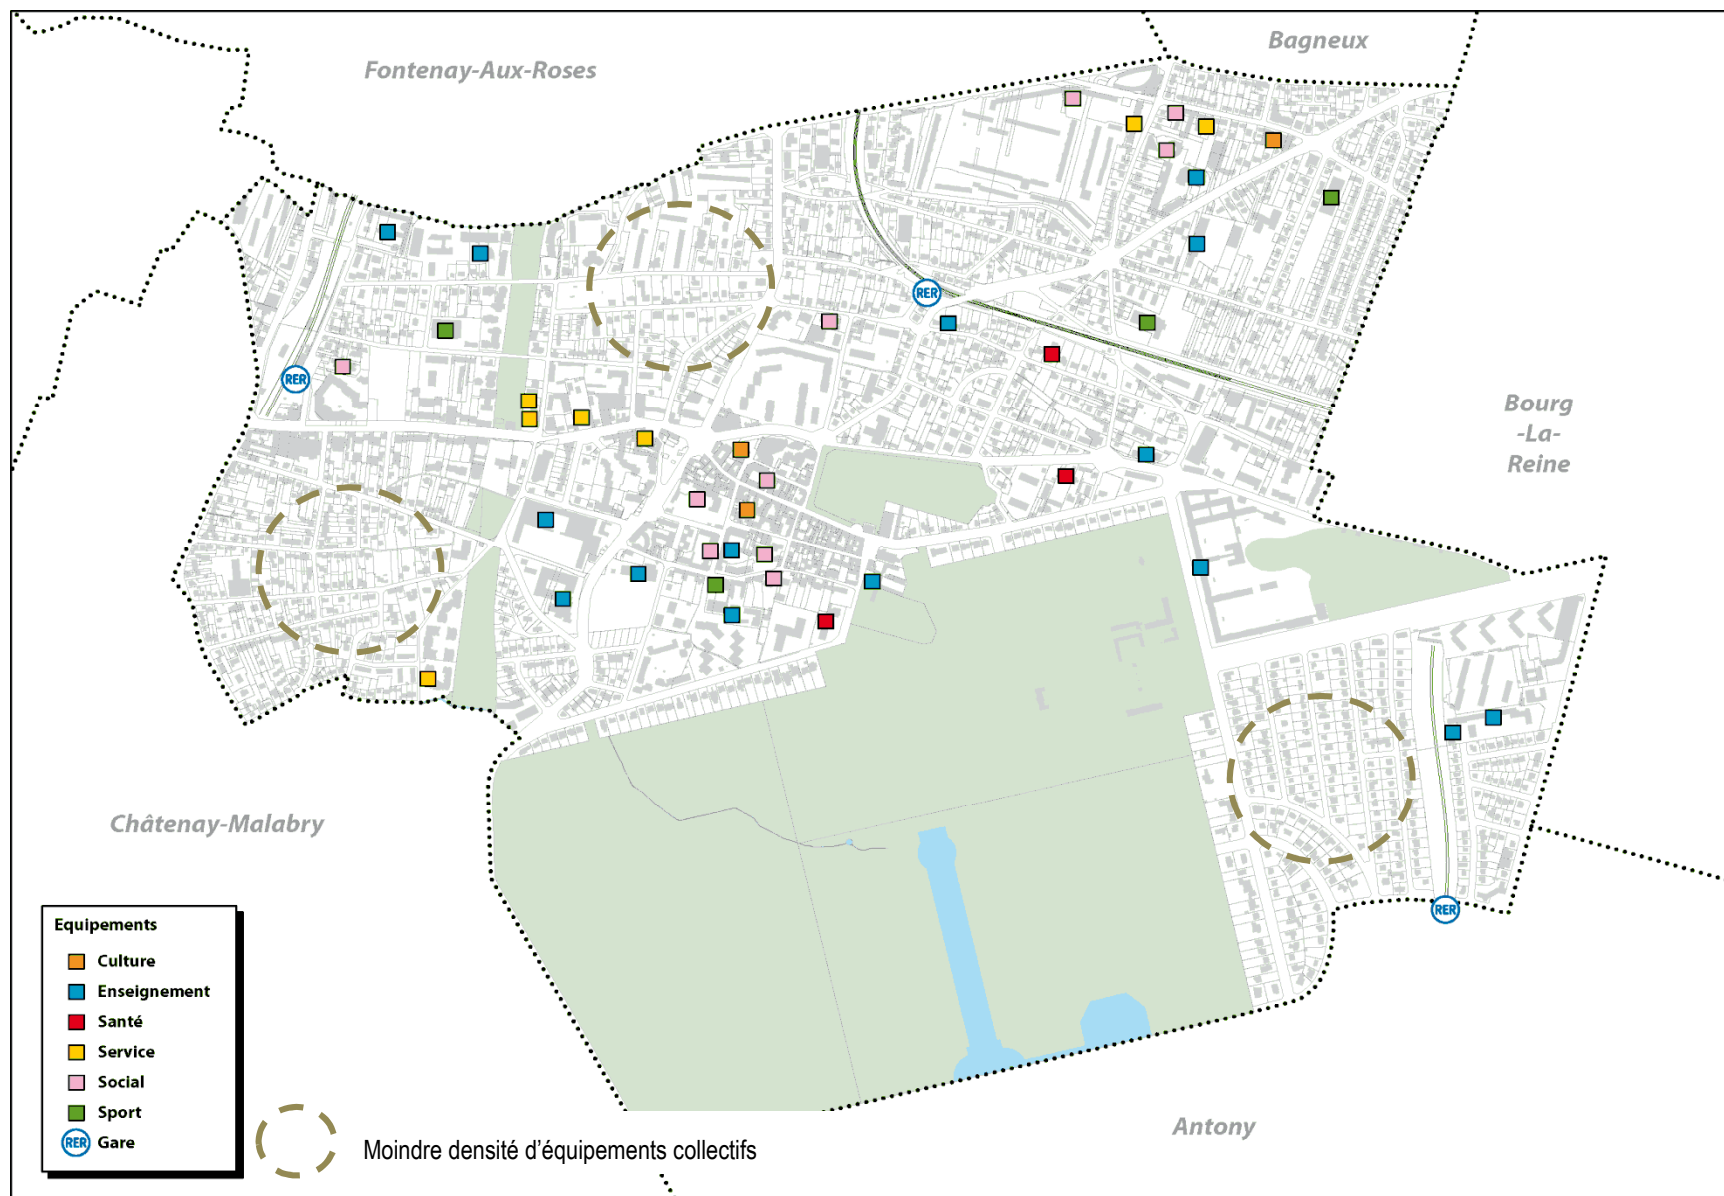 Bagneux
Fontenay-Aux-Roses
RER
RER
Bourg
-La-
Reine
Châtenay-Malabry
RER
Equipements
Culture
Enseignement
Santé
Service
Social
Sport
RER Gare
Moindre densité d'équipements collectifs
Antony